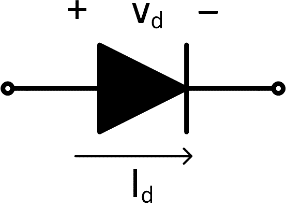 + vd −
Id